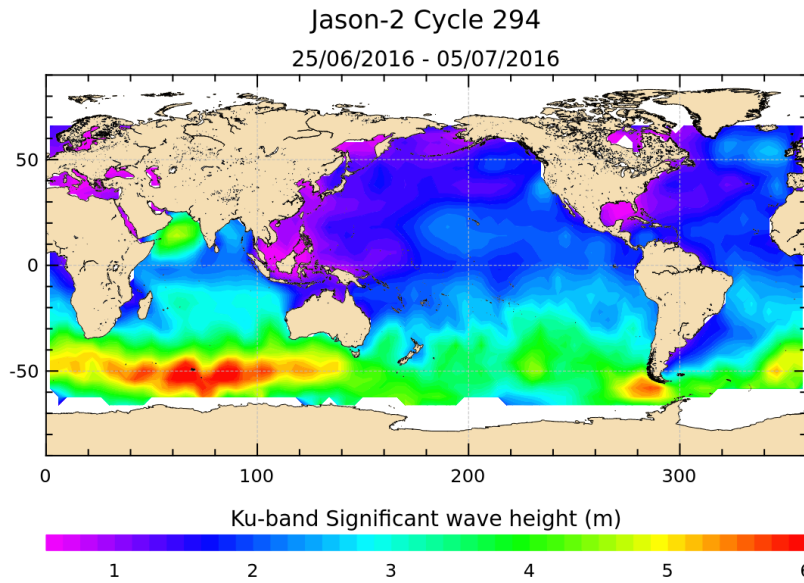 Jason-2 Cycle 294
25/06/2016 - 05/07/2016
50
0
-50
0 100 200 300
Ku-band Significant wave height (m)
1 2 3 4 5 6